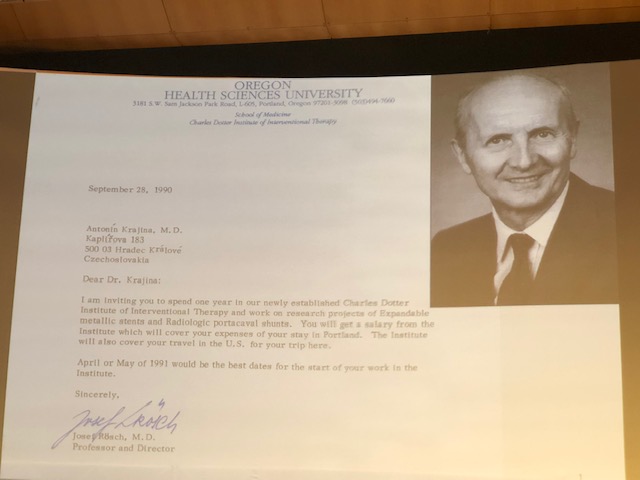 OREGON
HEALTH SCIENCES UNIVERSITY
3181 S.W. Sam Jackson Park Road, L-605, Portland, Oregon 97201-3098 (503)494-7660
School of Medicine
Charles Dotter Institute of Interventional Therapy
September 28, 1990
Antonín Krajina, M.D.
Kaplířova 183
500 03 Hradec Králové
Czechoslovakia
Dear Dr. Krajina:
I am inviting you to spend one year in our newly established Charles Dotter
Institute of Interventional Therapy and work on research projects of Expandable
metallic stents and Radiologic portacaval shunts. You will get a salary from the
Institute which will cover your expenses of your stay in Portland. The Institute
will also cover your travel in the U.S. for your trip here.
April or May of 1991 would be the best dates for the start of your work in the
Institute.
Sincerely,
Josef Rösch
Josef Rösch, M.D.
Professor and Director